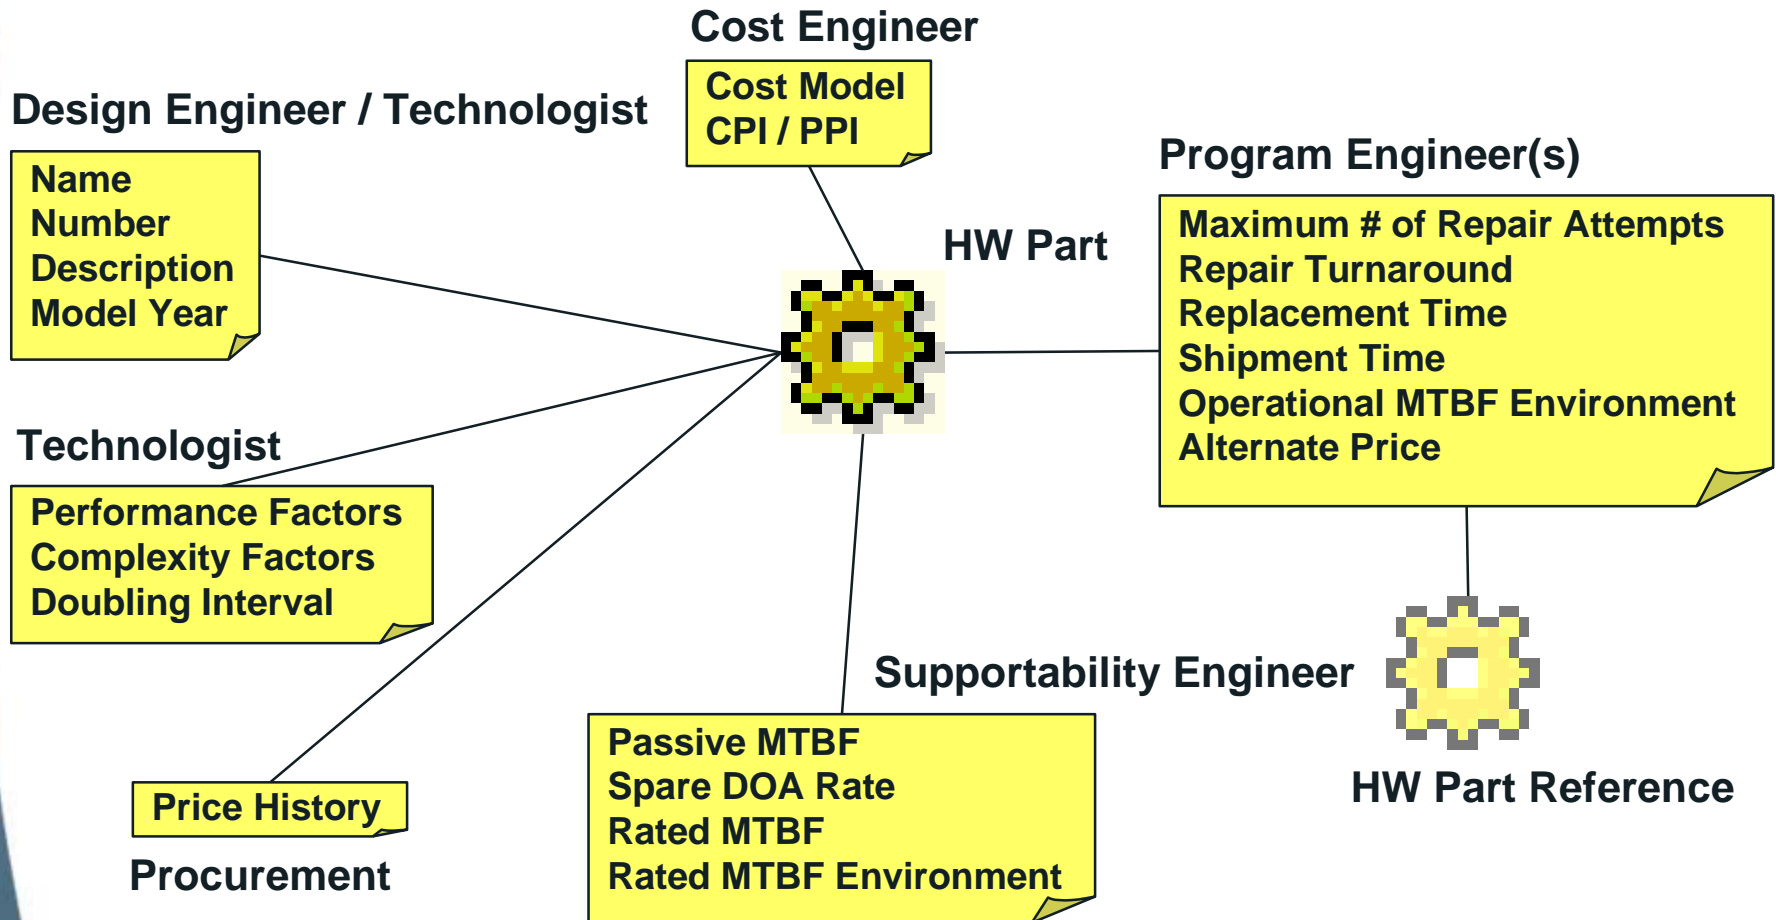 Cost Engineer
Cost Model
CPI / PPI
Design Engineer / Technologist
Name
Number
Description
Model Year
Program Engineer(s)
Maximum # of Repair Attempts
Repair Turnaround
Replacement Time
Shipment Time
Operational MTBF Environment
Alternate Price
HW Part
Technologist
Performance Factors
Complexity Factors
Doubling Interval
Supportability Engineer
Passive MTBF
Spare DOA Rate
Rated MTBF
Rated MTBF Environment
HW Part Reference
Price History
Procurement